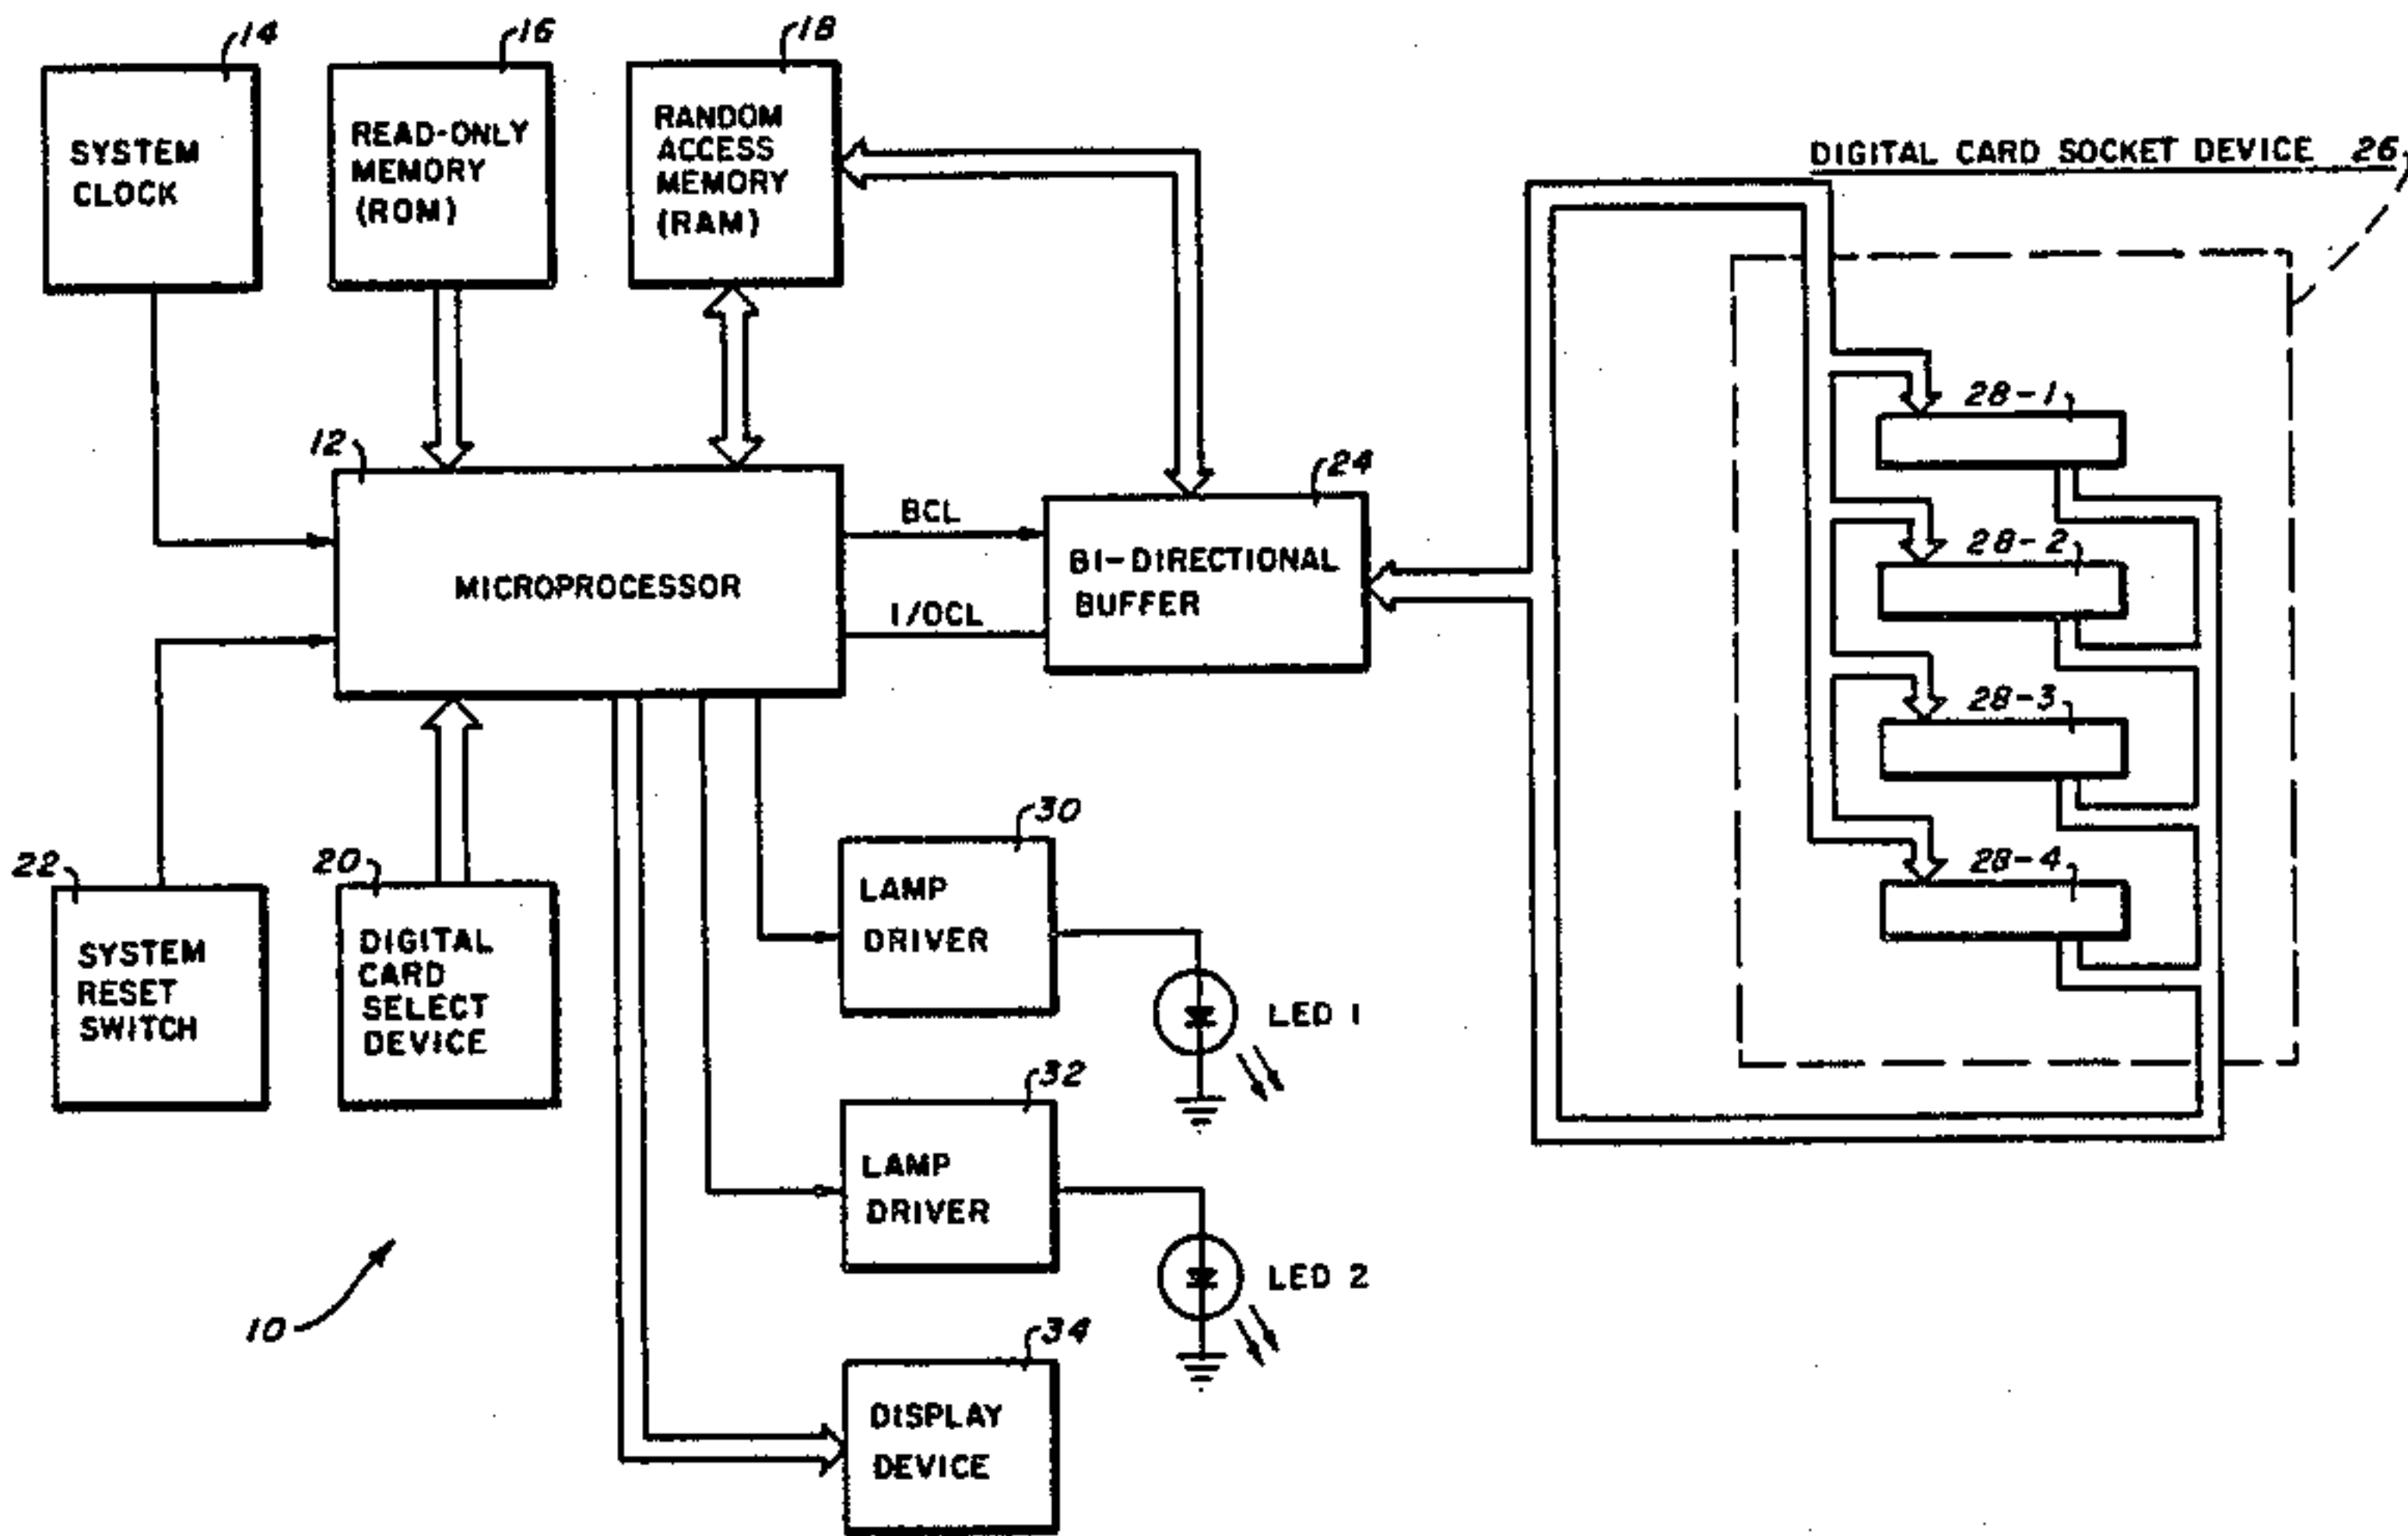 14
SYSTEM
CLOCK
16
READ-ONLY
MEMORY
(ROM)
18
RANDOM
ACCESS
MEMORY
(RAM)
DIGITAL CARD SOCKET DEVICE 26
28-1
28-2
28-3
28-4
12
MICROPROCESSOR
BCL
I/OCL
24
BI-DIRECTIONAL
BUFFER
22
SYSTEM
RESET
SWITCH
20
DIGITAL
CARD
SELECT
DEVICE
30
LAMP
DRIVER
LED 1
32
LAMP
DRIVER
LED 2
10
34
DISPLAY
DEVICE